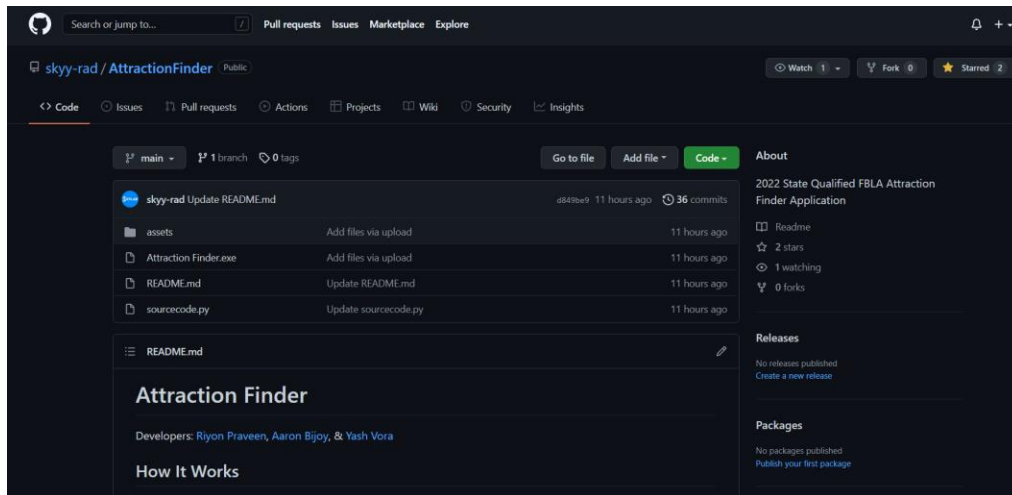 Search or jump to... /
Pull requests Issues Marketplace Explore
skyy-rad / AttractionFinder Public
Watch 1 Fork 0 Starred 2
<> Code Issues Pull requests Actions Projects Wiki Security Insights
main 1 branch 0 tags
Go to file Add file Code
skyy-rad Update README.md d849be9 11 hours ago 36 commits
assets Add files via upload 11 hours ago
Attraction Finder.exe Add files via upload 11 hours ago
README.md Update README.md 11 hours ago
sourcecode.py Update sourcecode.py 11 hours ago
README.md
Attraction Finder
Developers: Riyon Praveen, Aaron Bijoy, & Yash Vora
How It Works
About
2022 State Qualified FBLA Attraction
Finder Application
Readme
2 stars
1 watching
0 forks
Releases
No releases published
Create a new release
Packages
No packages published
Publish your first package